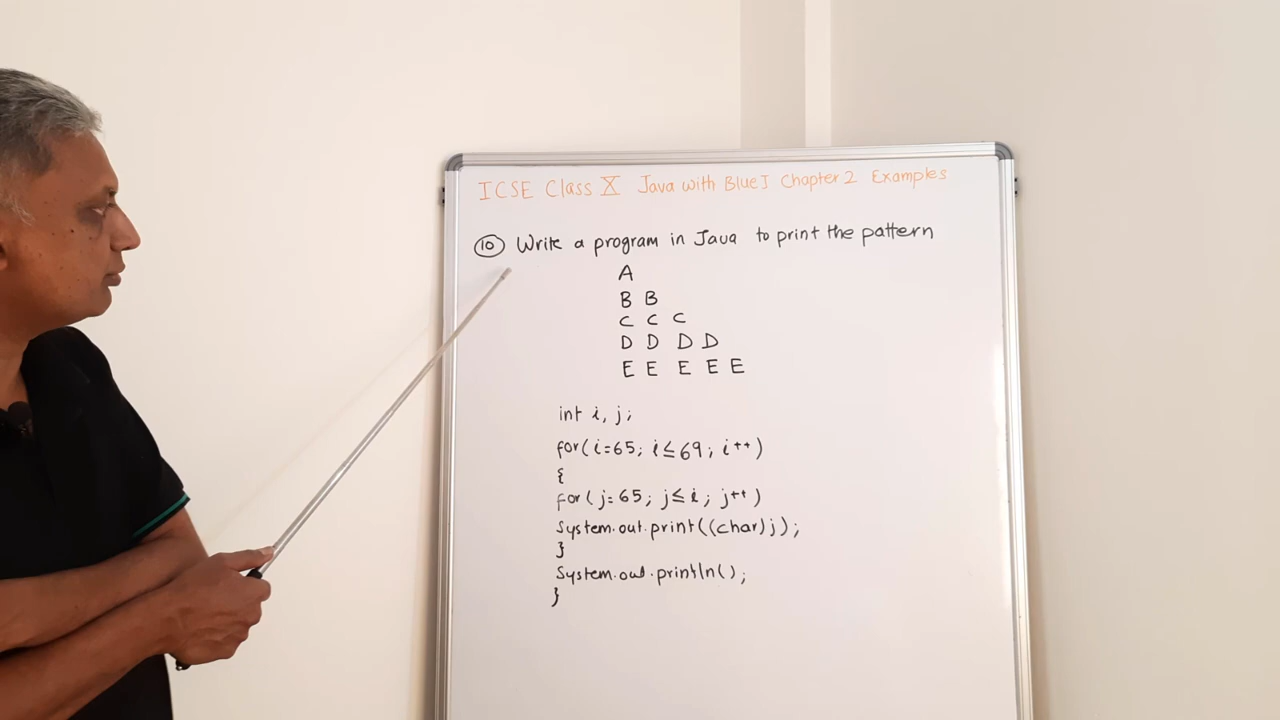 ICSE Class X Java with BlueJ Chapter 2 Examples
10 Write a program in Java to print the pattern
A
B B
C C C
D D D D
E E E E E
int i, j;
for(i=65; i≤69; i++)
{
for(j=65; j≤i; j++)
System.out.print((char)j);
}
System.out.println();
}